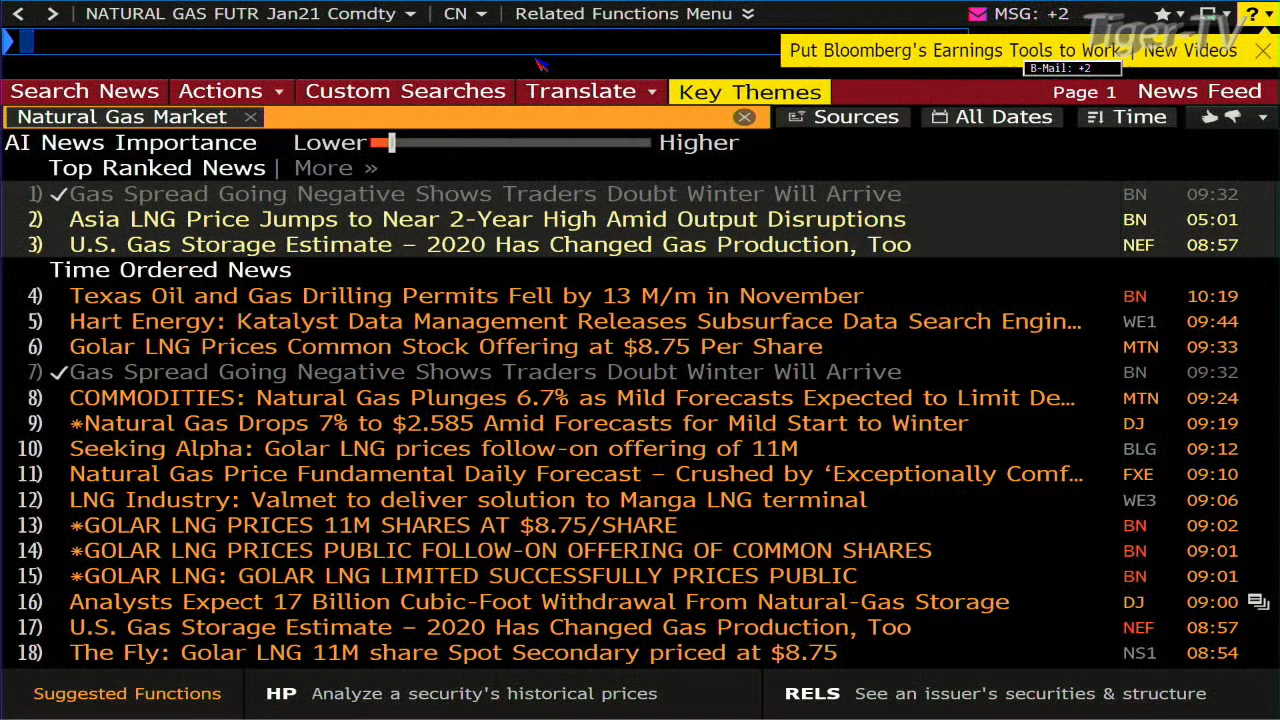 < > NATURAL GAS FUTR Jan21 Comdty CN Related Functions Menu MSG: +2 ?
Tiger-TV
Put Bloomberg's Earnings Tools to Work | New Videos
B-Mail: +2
Search News Actions Custom Searches Translate Key Themes Page 1 News Feed
Natural Gas Market Sources All Dates Time
AI News Importance Lower Higher
Top Ranked News | More »
1) Gas Spread Going Negative Shows Traders Doubt Winter Will Arrive BN 09:32
2) Asia LNG Price Jumps to Near 2-Year High Amid Output Disruptions BN 05:01
3) U.S. Gas Storage Estimate – 2020 Has Changed Gas Production, Too NEF 08:57
Time Ordered News
4) Texas Oil and Gas Drilling Permits Fell by 13 M/m in November BN 10:19
5) Hart Energy: Katalyst Data Management Releases Subsurface Data Search Engin... WE1 09:44
6) Golar LNG Prices Common Stock Offering at $8.75 Per Share MTN 09:33
7) Gas Spread Going Negative Shows Traders Doubt Winter Will Arrive BN 09:32
8) COMMODITIES: Natural Gas Plunges 6.7% as Mild Forecasts Expected to Limit De... MTN 09:24
9) *Natural Gas Drops 7% to $2.585 Amid Forecasts for Mild Start to Winter DJ 09:19
10) Seeking Alpha: Golar LNG prices follow-on offering of 11M BLG 09:12
11) Natural Gas Price Fundamental Daily Forecast – Crushed by ‘Exceptionally Comf... FXE 09:10
12) LNG Industry: Valmet to deliver solution to Manga LNG terminal WE3 09:06
13) *GOLAR LNG PRICES 11M SHARES AT $8.75/SHARE BN 09:02
14) *GOLAR LNG PRICES PUBLIC FOLLOW-ON OFFERING OF COMMON SHARES BN 09:01
15) *GOLAR LNG: GOLAR LNG LIMITED SUCCESSFULLY PRICES PUBLIC BN 09:01
16) Analysts Expect 17 Billion Cubic-Foot Withdrawal From Natural-Gas Storage DJ 09:00
17) U.S. Gas Storage Estimate – 2020 Has Changed Gas Production, Too NEF 08:57
18) The Fly: Golar LNG 11M share Spot Secondary priced at $8.75 NS1 08:54
Suggested Functions HP Analyze a security's historical prices RELS See an issuer's securities & structure